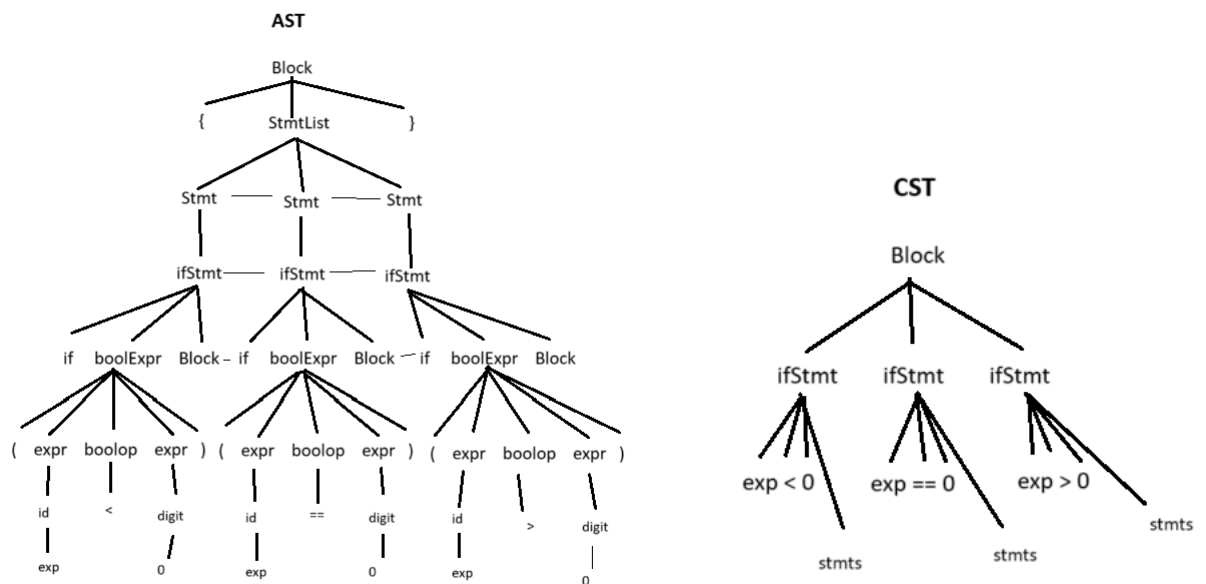 AST
Block
{ StmtList }
Stmt Stmt Stmt
ifStmt ifStmt ifStmt
if boolExpr Block if boolExpr Block if boolExpr Block
( expr boolop expr ) ( expr boolop expr ) ( expr boolop expr )
id < digit id == digit id > digit
exp 0 exp 0 exp 0
CST
Block
ifStmt ifStmt ifStmt
exp < 0 exp == 0 exp > 0
stmts stmts stmts